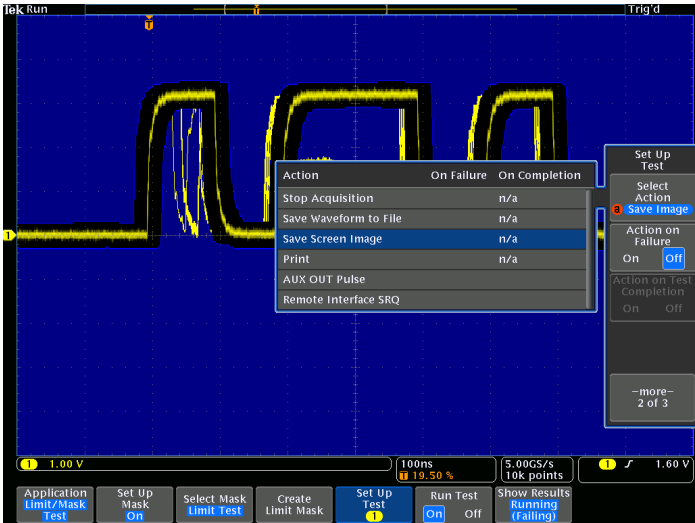 Tek Run
Trig'd
T
T
1
Action On Failure On Completion
Stop Acquisition n/a
Save Waveform to File n/a
Save Screen Image n/a
Print n/a
AUX OUT Pulse
Remote Interface SRQ
Set Up
Test
Select
Action
a Save Image
Action on
Failure
On Off
Action on Test
Completion
On Off
—more—
2 of 3
1 1.00 V
100ns
T 19.50 %
5.00GS/s
10k points
1 1.60 V
Application
Limit/Mask
Test
Set Up
Mask
On
Select Mask
Limit Test
Create
Limit Mask
Set Up
Test
1
Run Test
On Off
Show Results
Running
(Failing)